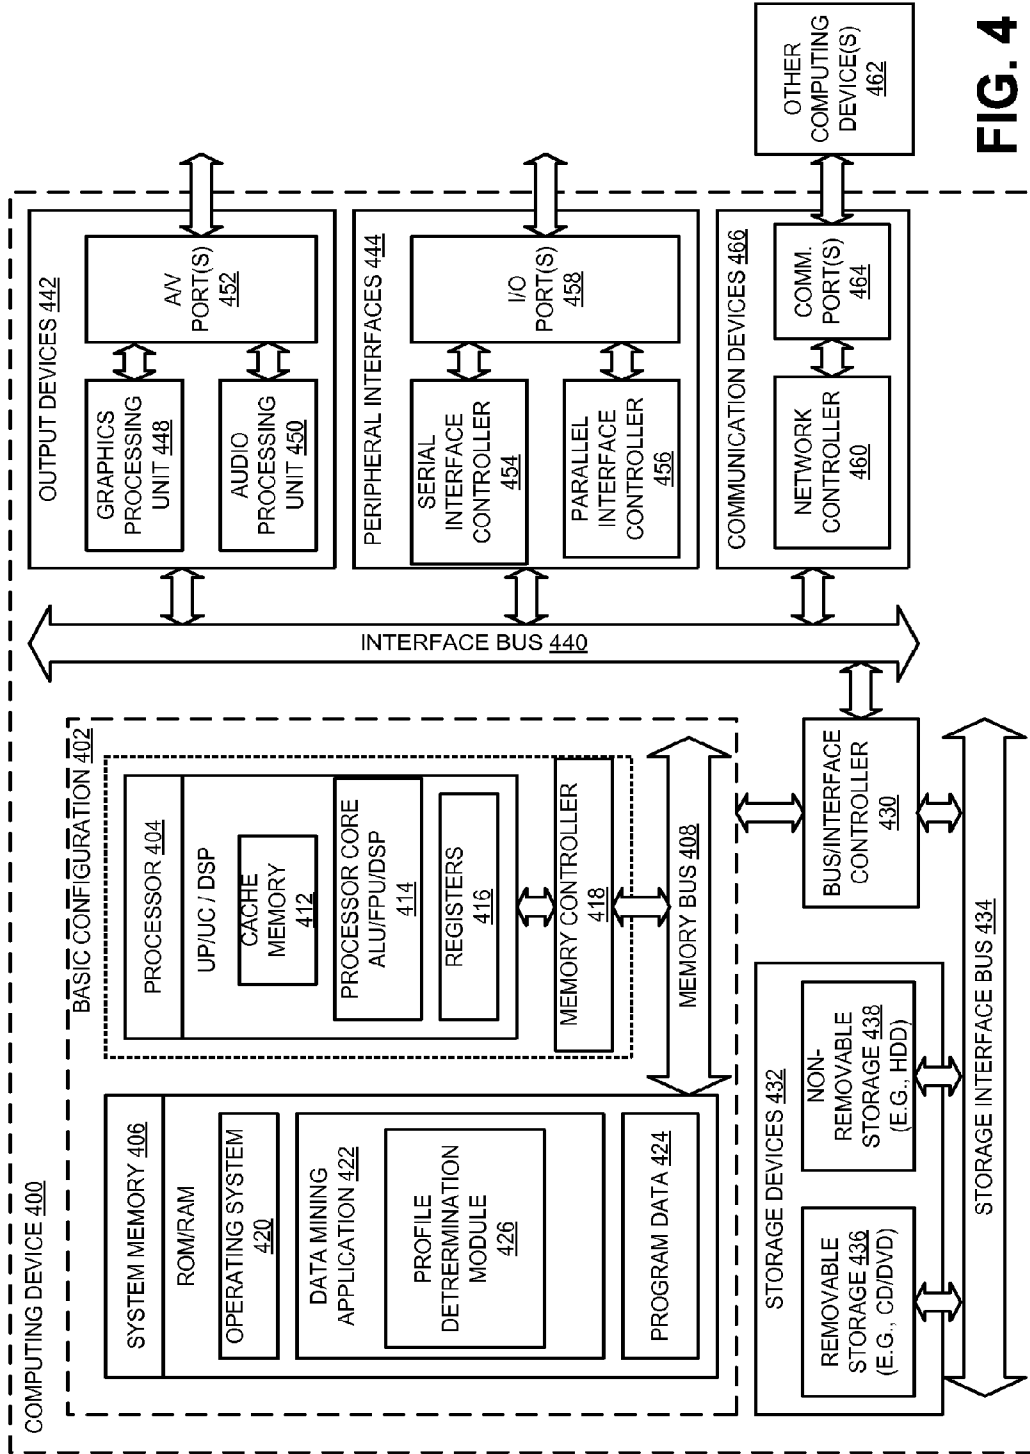 COMPUTING DEVICE 400
BASIC CONFIGURATION 402
SYSTEM MEMORY 406
ROM/RAM
OPERATING SYSTEM
420
DATA MINING
APPLICATION 422
PROFILE
DETRERMINATION
MODULE
426
PROGRAM DATA 424
PROCESSOR 404
UP/UC / DSP
CACHE
MEMORY
412
PROCESSOR CORE
ALU/FPU/DSP
414
REGISTERS
416
MEMORY CONTROLLER
418
MEMORY BUS 408
STORAGE DEVICES 432
REMOVABLE
STORAGE 436
(E.G., CD/DVD)
NON-
REMOVABLE
STORAGE 438
(E.G., HDD)
STORAGE INTERFACE BUS 434
BUS/INTERFACE
CONTROLLER
430
INTERFACE BUS 440
OUTPUT DEVICES 442
GRAPHICS
PROCESSING
UNIT 448
AUDIO
PROCESSING
UNIT 450
A/V
PORT(S)
452
PERIPHERAL INTERFACES 444
SERIAL
INTERFACE
CONTROLLER
454
PARALLEL
INTERFACE
CONTROLLER
456
I/O
PORT(S)
458
COMMUNICATION DEVICES 466
NETWORK
CONTROLLER
460
COMM.
PORT(S)
464
OTHER
COMPUTING
DEVICE(S)
462
FIG. 4